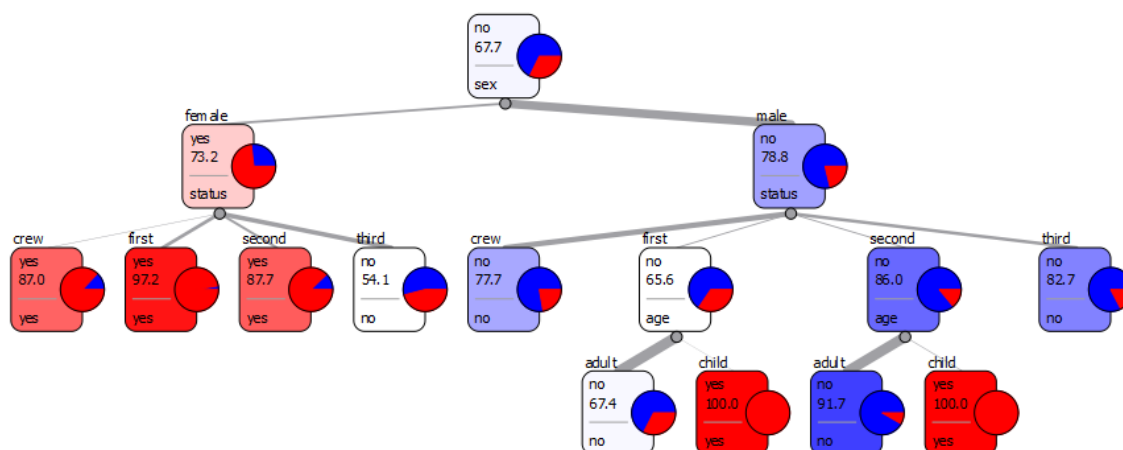 no
67.7
sex
female
male
yes
73.2
status
no
78.8
status
crew
first
second
third
crew
first
second
third
yes
87.0
yes
yes
97.2
yes
yes
87.7
yes
no
54.1
no
no
77.7
no
no
65.6
age
no
86.0
age
no
82.7
no
adult
child
adult
child
no
67.4
no
yes
100.0
yes
no
91.7
no
yes
100.0
yes